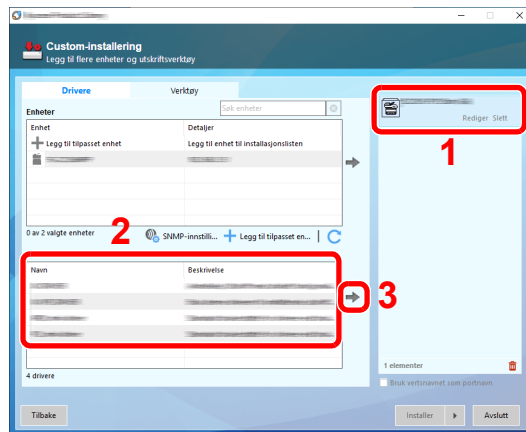 Custom-installering
Legg til flere enheter og utskriftsverktøy
Drivere
Verktøy
Enheter
Søk enheter
Enhet
Detaljer
Legg til tilpasset enhet
Legg til enhet til installasjonslisten
0 av 2 valgte enheter
2
SNMP-innstilli...
Legg til tilpasset en...
Navn
Beskrivelse
3
4 drivere
Rediger Slett
1
1 elementer
Bruk vertsnavnet som portnavn
Tilbake
Installer
Avslutt